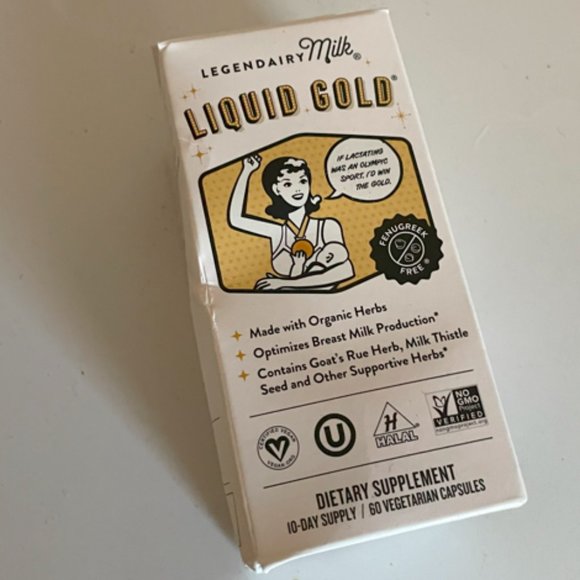 LEGENDAIRY Milk®
LIQUID GOLD®
IF LACTATING
WAS AN OLYMPIC
SPORT, I'D WIN
THE GOLD.
FENUGREEK
FREE®
Made with Organic Herbs
Optimizes Breast Milk Production*
Contains Goat's Rue Herb, Milk Thistle
Seed and Other Supportive Herbs*
CERTIFIED VEGAN
VEGAN.ORG
U
H
HALAL
NON
GMO
Project
VERIFIED
nongmoproject.org
DIETARY SUPPLEMENT
10-DAY SUPPLY / 60 VEGETARIAN CAPSULES